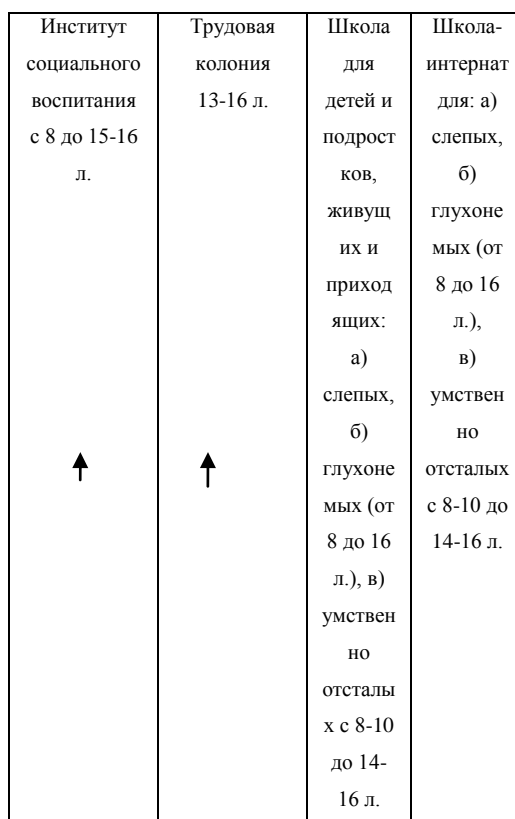 Институт
социального
воспитания
с 8 до 15-16
л.
Трудовая
колония
13-16 л.
Школа
для
детей и
подрост
ков,
живущ
их и
приход
ящих:
а)
слепых,
б)
глухоне
мых (от
8 до 16
л.), в)
умствен
но
отсталы
х с 8-10
до 14-
16 л.
Школа-
интернат
для: а)
слепых,
б)
глухоне
мых (от
8 до 16
л.),
в)
умствен
но
отсталых
с 8-10 до
14-16 л.